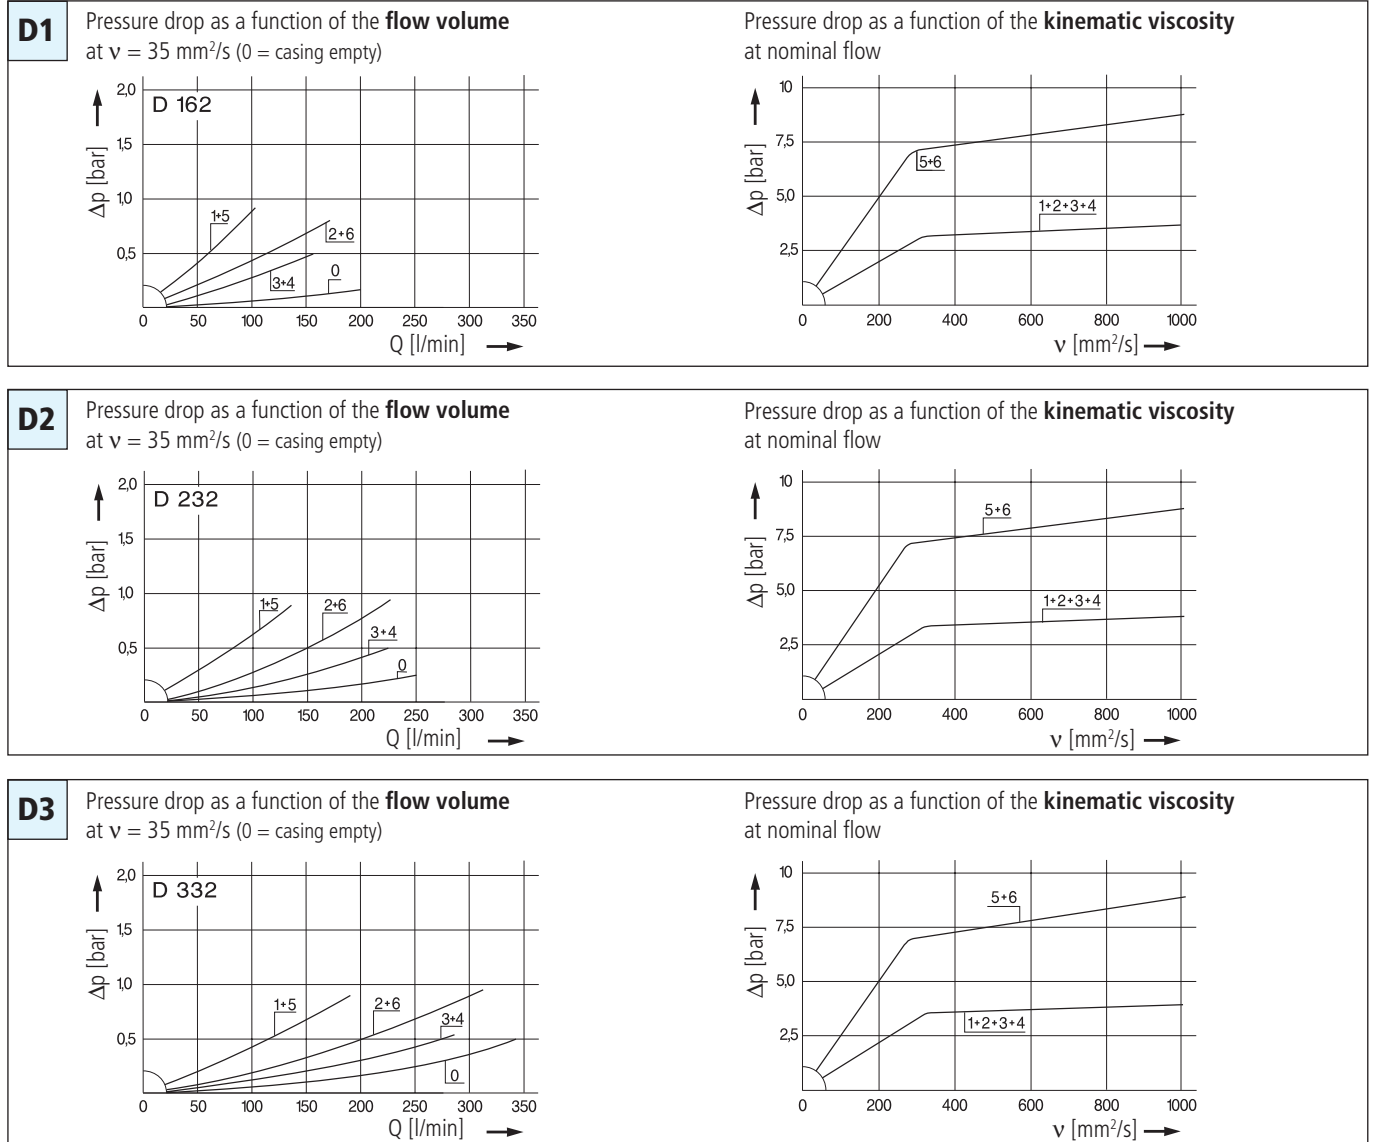 D1
Pressure drop as a function of the flow volume
at ν = 35 mm²/s (0 = casing empty)
2,0
D 162
1,5
Δp [bar]
1,0
1+5
2+6
0,5
0
3+4
0 50 100 150 200 250 300 350
Q [l/min]
Pressure drop as a function of the kinematic viscosity
at nominal flow
10
7,5
Δp [bar]
5+6
5,0
1+2+3+4
2,5
0 200 400 600 800 1000
ν [mm²/s]
D2
Pressure drop as a function of the flow volume
at ν = 35 mm²/s (0 = casing empty)
2,0
D 232
1,5
Δp [bar]
1,0
1+5
2+6
3+4
0,5
0
0 50 100 150 200 250 300 350
Q [l/min]
Pressure drop as a function of the kinematic viscosity
at nominal flow
10
5+6
7,5
Δp [bar]
5,0
1+2+3+4
2,5
0 200 400 600 800 1000
ν [mm²/s]
D3
Pressure drop as a function of the flow volume
at ν = 35 mm²/s (0 = casing empty)
2,0
D 332
1,5
Δp [bar]
1,0
1+5
2+6
3+4
0,5
0
0 50 100 150 200 250 300 350
Q [l/min]
Pressure drop as a function of the kinematic viscosity
at nominal flow
10
5+6
7,5
Δp [bar]
5,0
2,5
1+2+3+4
0 200 400 600 800 1000
ν [mm²/s]